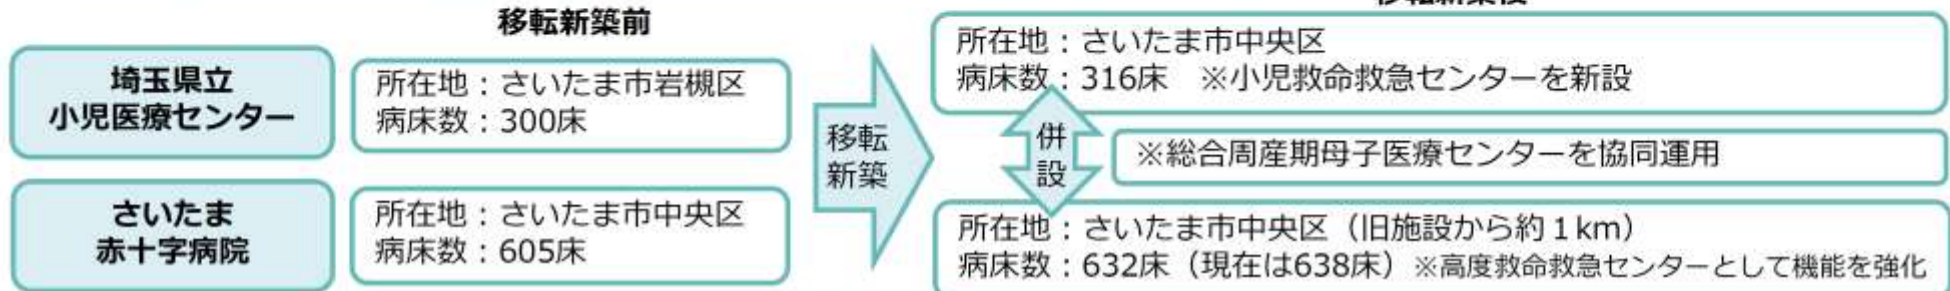 移転新築前
埼玉県立
小児医療センター
所在地：さいたま市岩槻区
病床数：300床
さいたま
赤十字病院
所在地：さいたま市中央区
病床数：605床
移転
新築
所在地：さいたま市中央区
病床数：316床　※小児救命救急センターを新設
併
設
※総合周産期母子医療センターを協同運用
所在地：さいたま市中央区（旧施設から約１km）
病床数：632床（現在は638床）※高度救命救急センターとして機能を強化